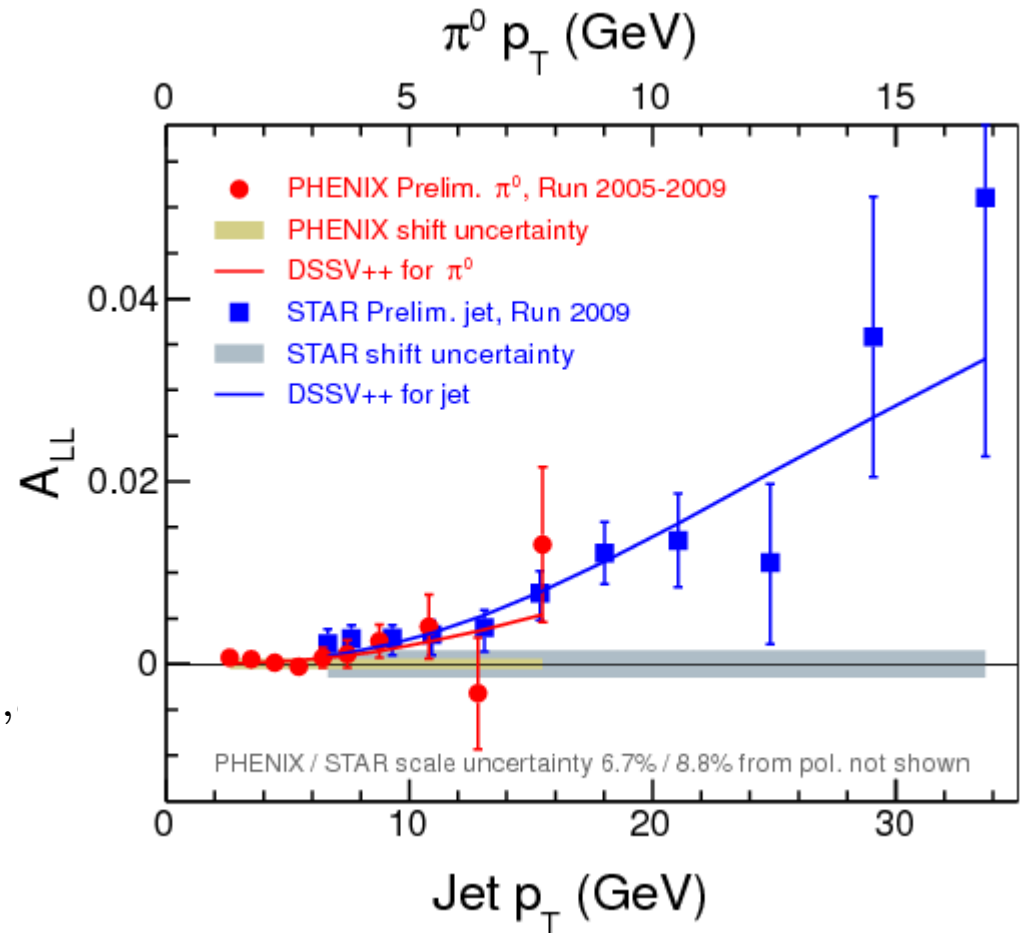 π⁰ p_T (GeV)
0 5 10 15
PHENIX Prelim. π⁰, Run 2005-2009
PHENIX shift uncertainty
DSSV++ for π⁰
STAR Prelim. jet, Run 2009
STAR shift uncertainty
DSSV++ for jet
0.04
A_LL
0.02
0
,
PHENIX / STAR scale uncertainty 6.7% / 8.8% from pol. not shown
0 10 20 30
Jet p_T (GeV)